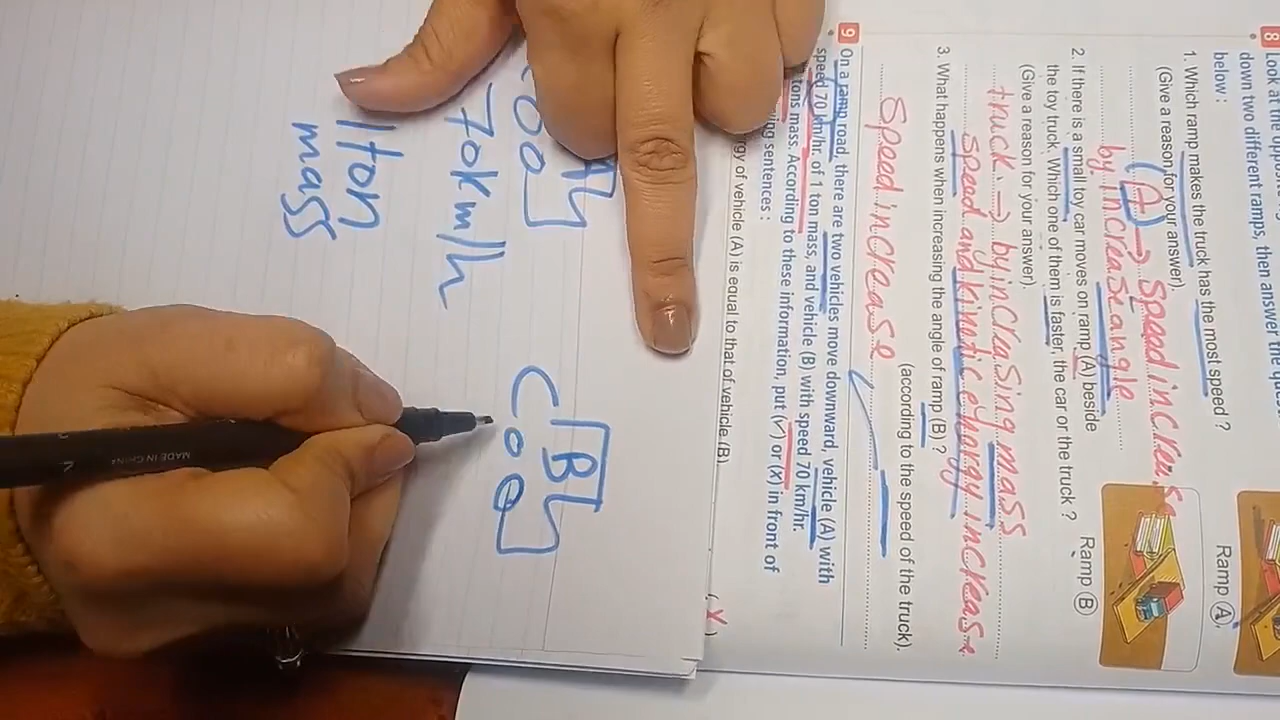 8 Look at the
down two different ramps, then answer the
below :
1. Which ramp makes the truck has the most speed ?
(Give a reason for your answer).
(A) → speed increase
by increase angle
2. If there is a small toy car moves on ramp (A) beside
the toy truck. Which one of them is faster, the car or the truck ?
(Give a reason for your answer).
truck. → by increasing mass
speed and kinetic energy increase
3. What happens when increasing the angle of ramp (B) ?
(according to the speed of the truck).
speed increase
Ramp Ⓐ
Ramp Ⓑ
9 On a ramp road, there are two vehicles move downward, vehicle (A) with
speed 70 km/hr. of 1 ton mass, and vehicle (B) with speed 70 km/hr.
tons mass. According to these information, put (✓) or (x) in front of
sentences :
of vehicle (A) is equal to that of vehicle (B).
(X)
B
70km/h
1ton
mass
MADE IN CHINA